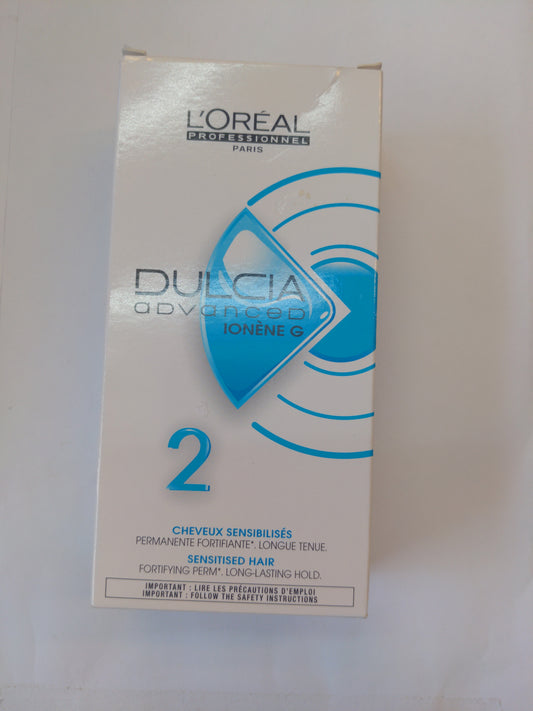 L'ORÉAL
PROFESSIONNEL
PARIS
DULCIA
aDvanceD
IONÈNE G
2
CHEVEUX SENSIBILISÉS
PERMANENTE FORTIFIANTE*. LONGUE TENUE.
SENSITISED HAIR
FORTIFYING PERM*. LONG-LASTING HOLD.
IMPORTANT : LIRE LES PRÉCAUTIONS D'EMPLOI
IMPORTANT : FOLLOW THE SAFETY INSTRUCTIONS